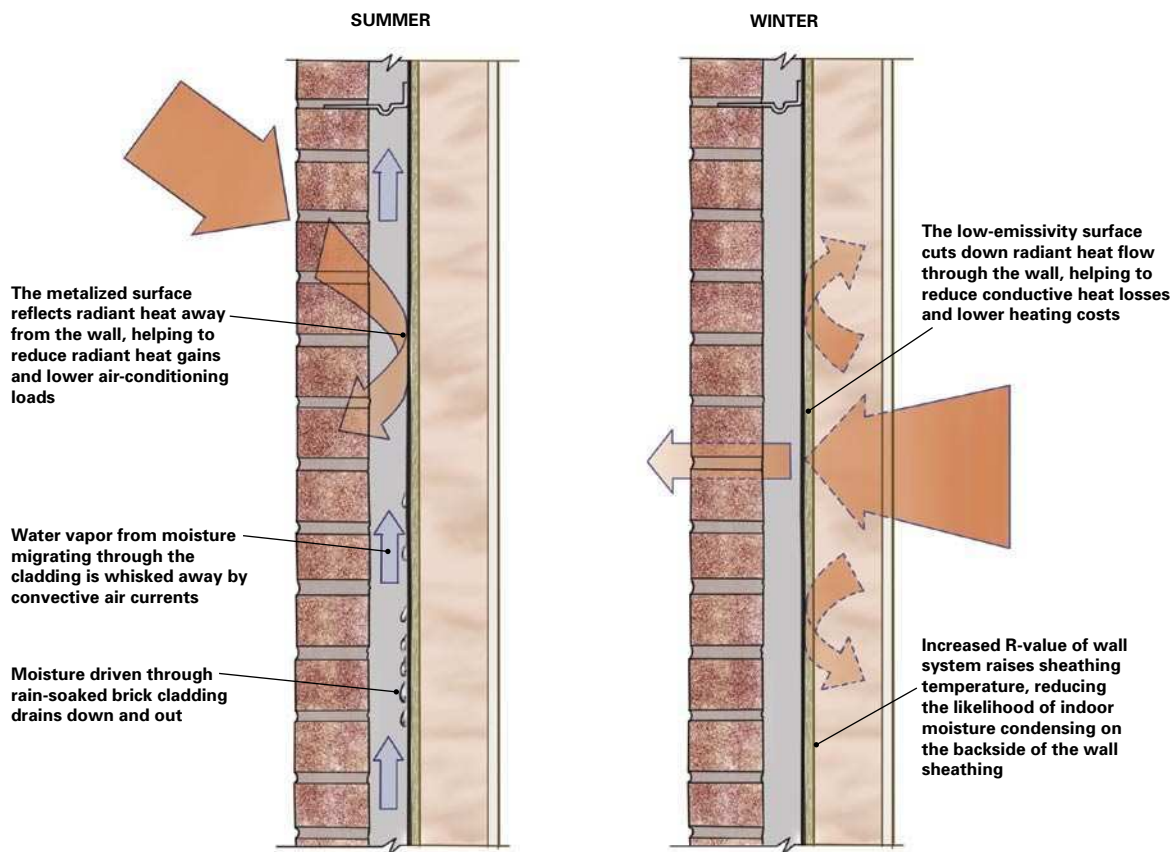 SUMMER
The metalized surface
reflects radiant heat away
from the wall, helping to
reduce radiant heat gains
and lower air-conditioning
loads
Water vapor from moisture
migrating through the
cladding is whisked away by
convective air currents
Moisture driven through
rain-soaked brick cladding
drains down and out
WINTER
The low-emissivity surface
cuts down radiant heat flow
through the wall, helping to
reduce conductive heat losses
and lower heating costs
Increased R-value of wall
system raises sheathing
temperature, reducing
the likelihood of indoor
moisture condensing on
the backside of the wall
sheathing